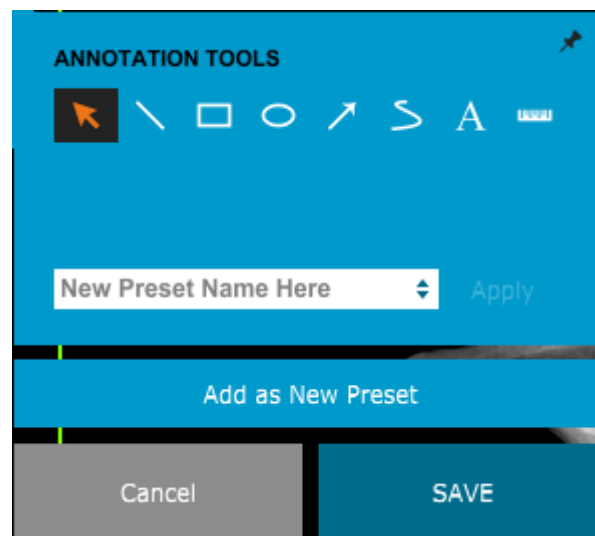 ANNOTATION TOOLS
A
New Preset Name Here
Apply
Add as New Preset
Cancel
SAVE